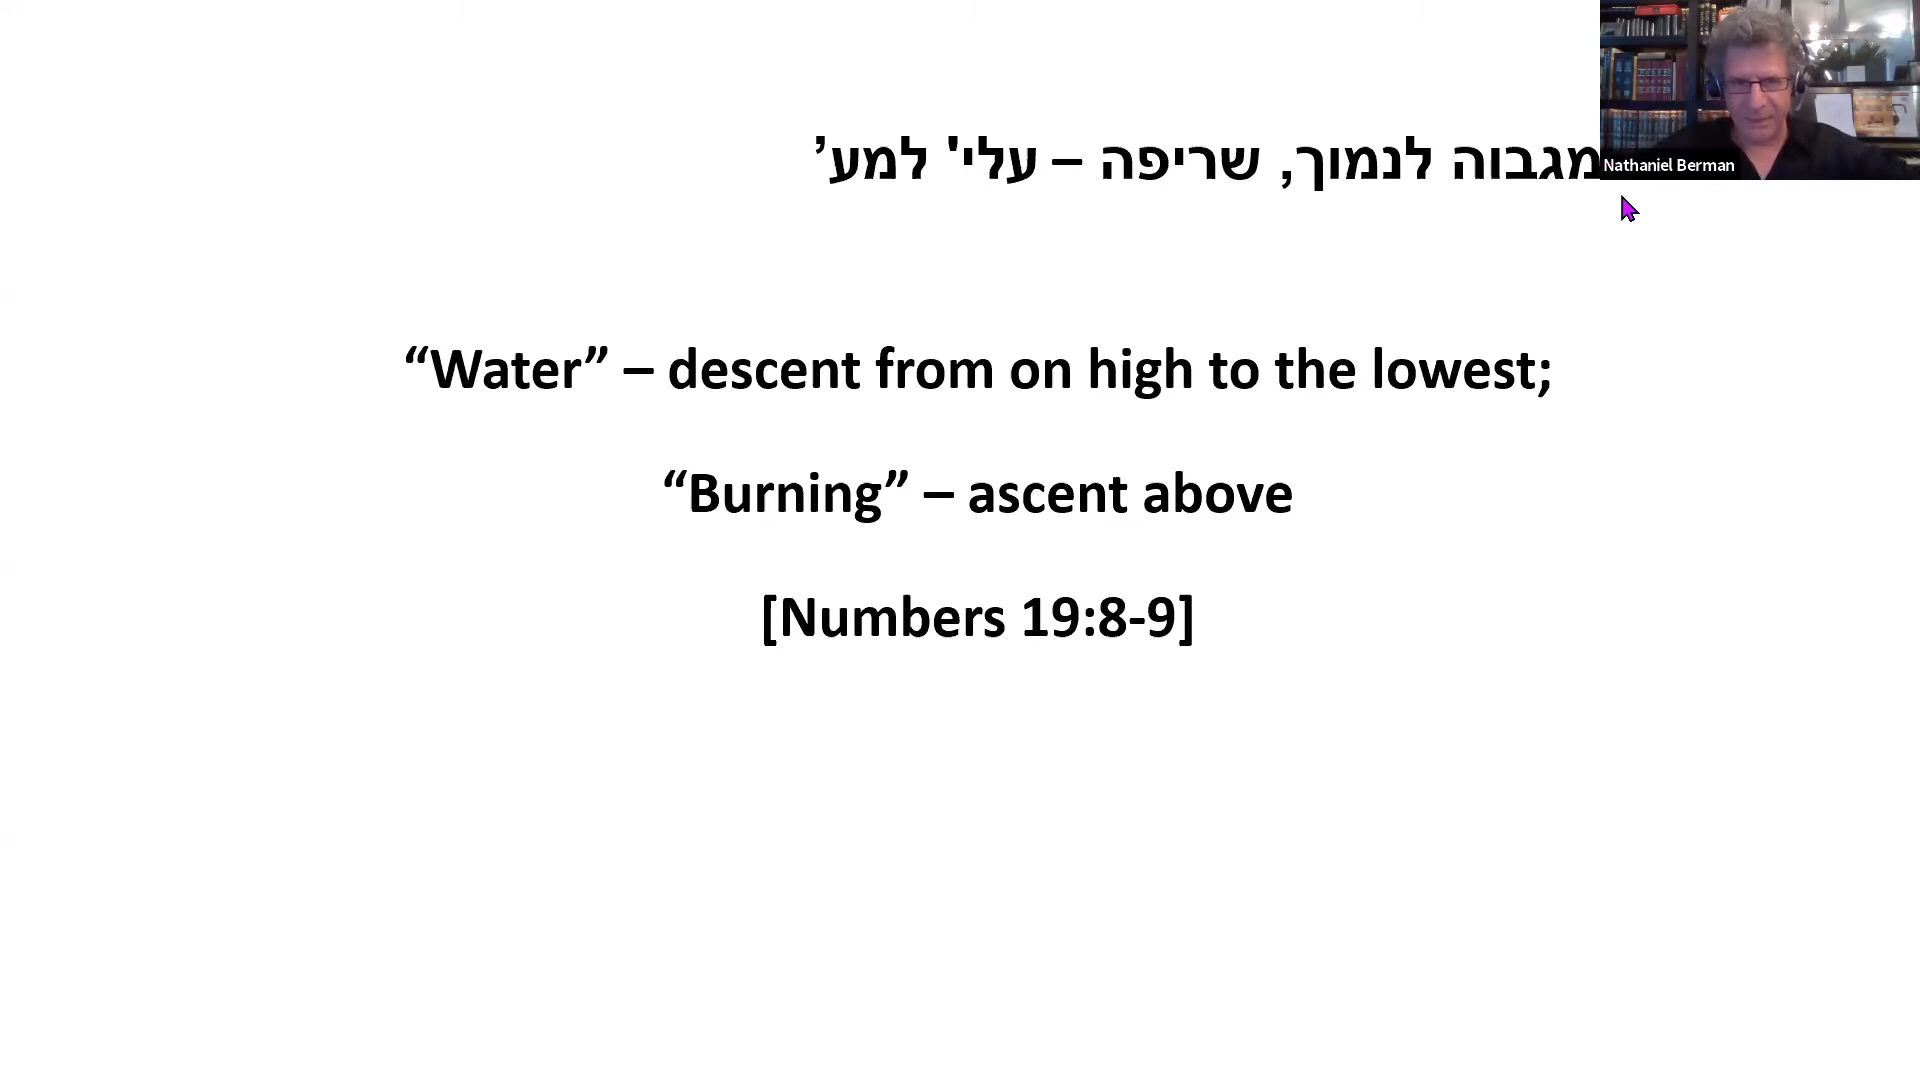 מגבוה לנמוך, שריפה – עלי' למע’
Nathaniel Berman
“Water” – descent from on high to the lowest;
“Burning” – ascent above
[Numbers 19:8-9]